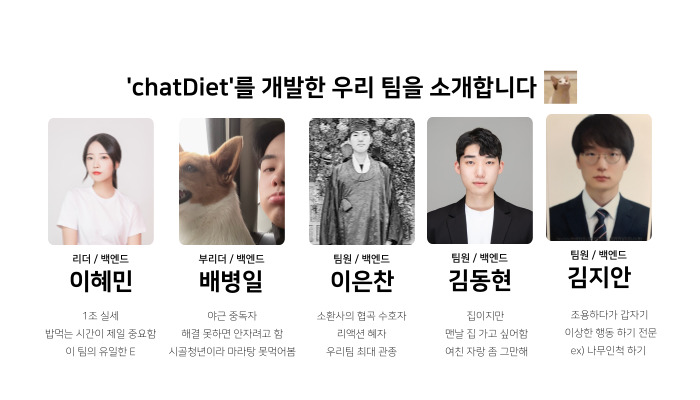 'chatDiet'를 개발한 우리 팀을 소개합니다
리더 / 백엔드
이혜민
1조 실세
밥먹는 시간이 제일 중요함
이 팀의 유일한 E
부리더 / 백엔드
배병일
야근 중독자
해결 못하면 안자려고 함
시골청년이라 마라탕 못먹어봄
팀원 / 백엔드
이은찬
소환사의 협곡 수호자
리액션 혜자
우리팀 최대 관종
팀원 / 백엔드
김동현
집이지만
맨날 집 가고 싶어함
여친 자랑 좀 그만해
팀원 / 백엔드
김지안
조용하다가 갑자기
이상한 행동 하기 전문
ex) 나무인척 하기